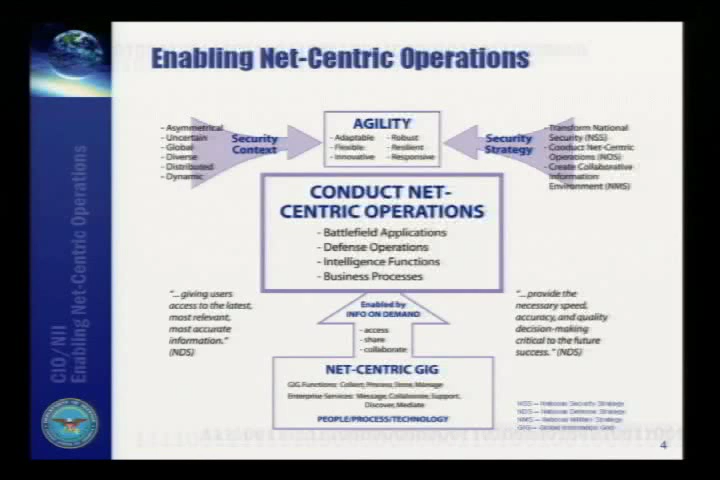 Enabling Net-Centric Operations
CIO/NII
Enabling Net-Centric Operations
- Asymmetrical
- Uncertain
- Global
- Diverse
- Distributed
- Dynamic
Security
Context
AGILITY
- Adaptable - Robust
- Flexible - Resilient
- Innovative - Responsive
Security
Strategy
- Transform National
Security (NSS)
- Conduct Net-Centric
Operations (NDS)
- Create Collaborative
Information
Environment (NMS)
CONDUCT NET-
CENTRIC OPERATIONS
- Battlefield Applications
- Defense Operations
- Intelligence Functions
- Business Processes
"... giving users
access to the latest,
most relevant,
most accurate
information."
(NDS)
Enabled by
INFO ON DEMAND
- access
- share
- collaborate
"... provide the
necessary speed,
accuracy, and quality
decision-making
critical to the future
success." (NDS)
NET-CENTRIC GIG
GIG Functions: Collect, Process, Store, Manage
Enterprise Services: Message, Collaborate, Support,
Discover, Mediate
PEOPLE/PROCESS/TECHNOLOGY
NSS — National Security Strategy
NDS — National Defense Strategy
NMS — National Military Strategy
GIG — Global Information Grid
4